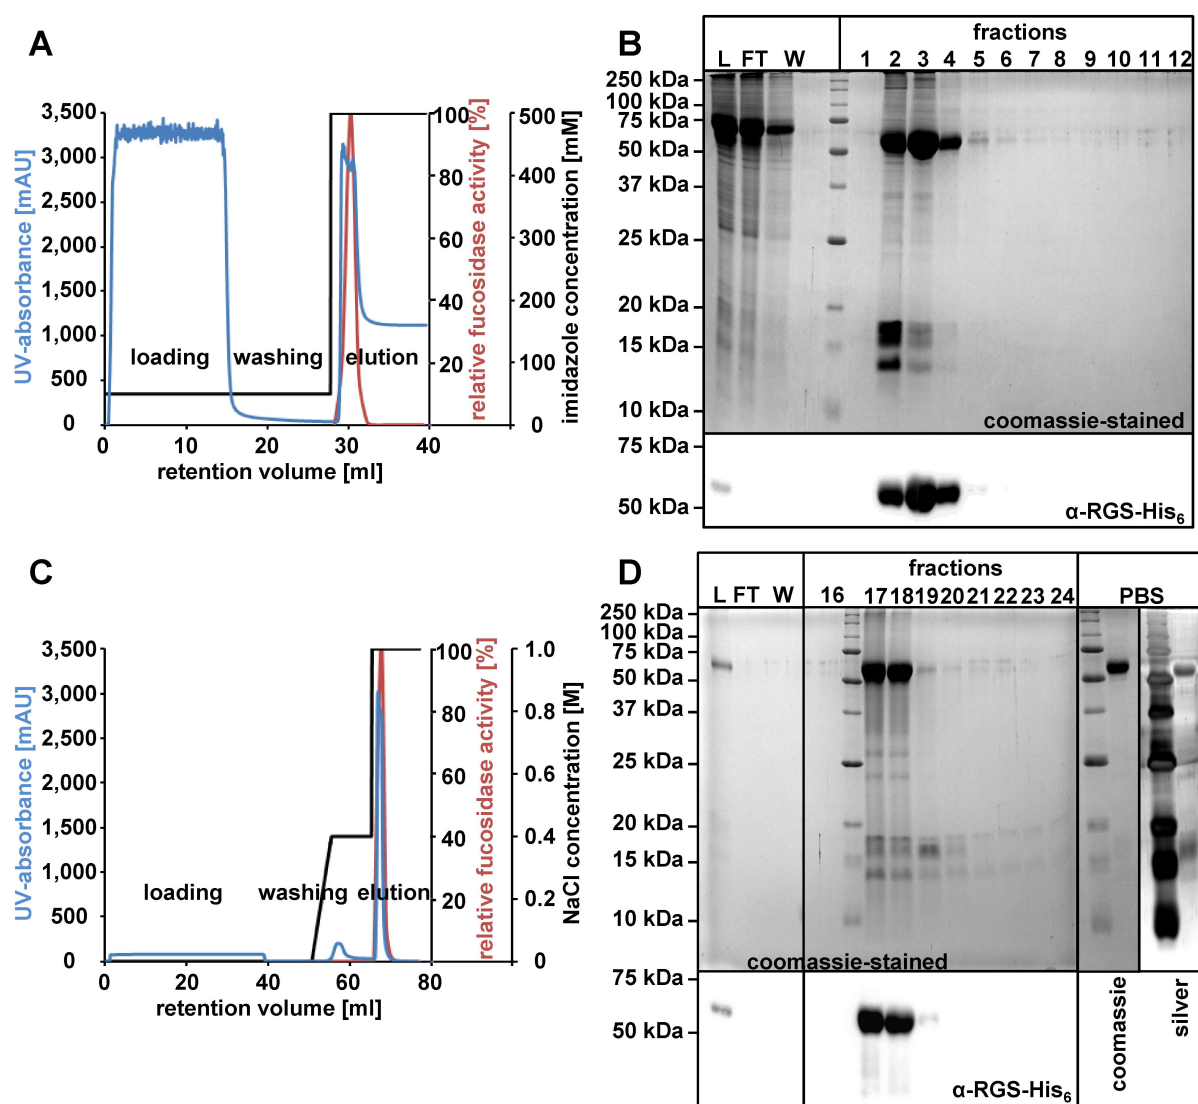 A
UV-absorbance [mAU]
3,500
3,000
2,500
2,000
1,500
1,000
500
0
loading
washing
elution
0 10 20 30 40
retention volume [ml]
100
80
60
40
20
0
relative fucosidase activity [%]
500
400
300
200
100
0
imidazole concentration [mM]
B
fractions
L FT W 1 2 3 4 5 6 7 8 9 10 11 12
250 kDa
100 kDa
75 kDa
50 kDa
37 kDa
25 kDa
20 kDa
15 kDa
10 kDa
coomassie-stained
75 kDa
50 kDa
α-RGS-His6
C
UV-absorbance [mAU]
3,500
3,000
2,500
2,000
1,500
1,000
500
0
loading
washing
elution
0 20 40 60 80
retention volume [ml]
100
80
60
40
20
0
relative fucosidase activity [%]
1.0
0.8
0.6
0.4
0.2
0
NaCl concentration [M]
D
fractions
L FT W 16 17 18 19 20 21 22 23 24 PBS
250 kDa
100 kDa
75 kDa
50 kDa
37 kDa
25 kDa
20 kDa
15 kDa
10 kDa
coomassie-stained
75 kDa
50 kDa
α-RGS-His6
coomassie
silver